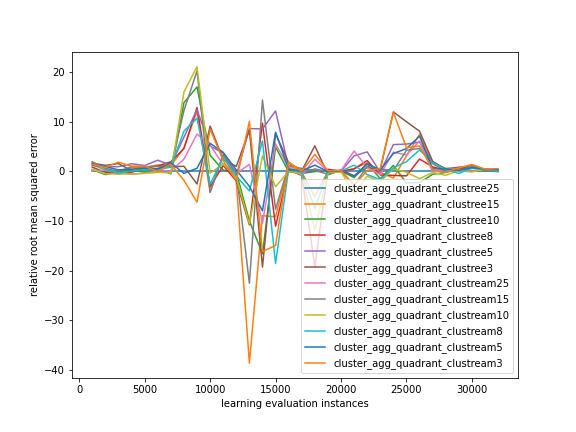 20
10
0
−10
−20
−30
−40
relative root mean squared error
cluster_agg_quadrant_clustree25
cluster_agg_quadrant_clustree15
cluster_agg_quadrant_clustree10
cluster_agg_quadrant_clustree8
cluster_agg_quadrant_clustree5
cluster_agg_quadrant_clustree3
cluster_agg_quadrant_clustream25
cluster_agg_quadrant_clustream15
cluster_agg_quadrant_clustream10
cluster_agg_quadrant_clustream8
cluster_agg_quadrant_clustream5
cluster_agg_quadrant_clustream3
0 5000 10000 15000 20000 25000 30000
learning evaluation instances